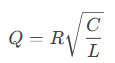 Q = R√(C/L)